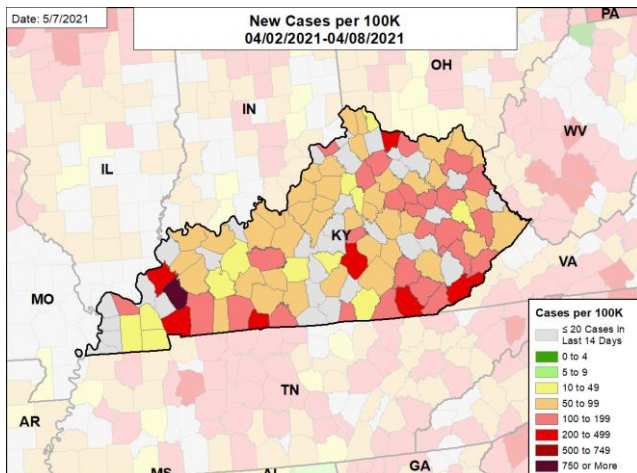 Date: 5/7/2021
New Cases per 100K
04/02/2021-04/08/2021
PA
OH
IN
WV
IL
KY
VA
MO
TN
AR
MS
AL
GA
Cases per 100K
≤ 20 Cases in
Last 14 Days
0 to 4
5 to 9
10 to 49
50 to 99
100 to 199
200 to 499
500 to 749
750 or More